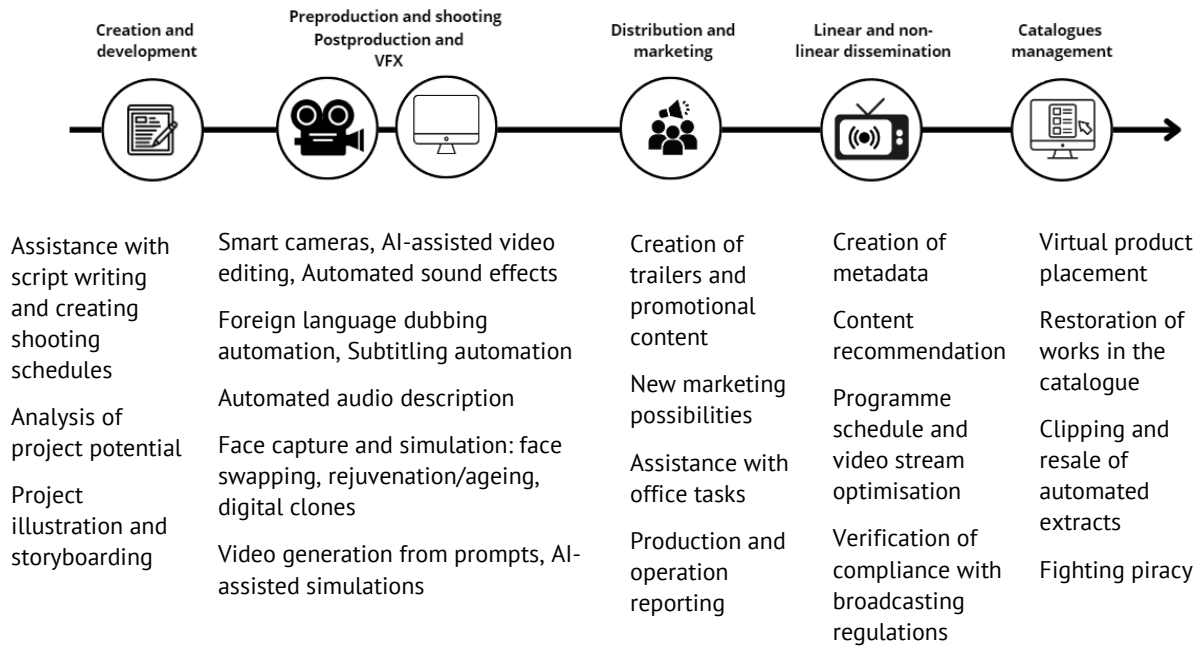 Creation and
development
Preproduction and shooting
Postproduction and
VFX
Distribution and
marketing
Linear and non-
linear dissemination
Catalogues
management
Assistance with
script writing
and creating
shooting
schedules
Analysis of
project potential
Project
illustration and
storyboarding
Smart cameras, AI-assisted video
editing, Automated sound effects
Foreign language dubbing
automation, Subtitling automation
Automated audio description
Face capture and simulation: face
swapping, rejuvenation/ageing,
digital clones
Video generation from prompts, AI-
assisted simulations
Creation of
trailers and
promotional
content
New marketing
possibilities
Assistance with
office tasks
Production and
operation
reporting
Creation of
metadata
Content
recommendation
Programme
schedule and
video stream
optimisation
Verification of
compliance with
broadcasting
regulations
Virtual product
placement
Restoration of
works in the
catalogue
Clipping and
resale of
automated
extracts
Fighting piracy